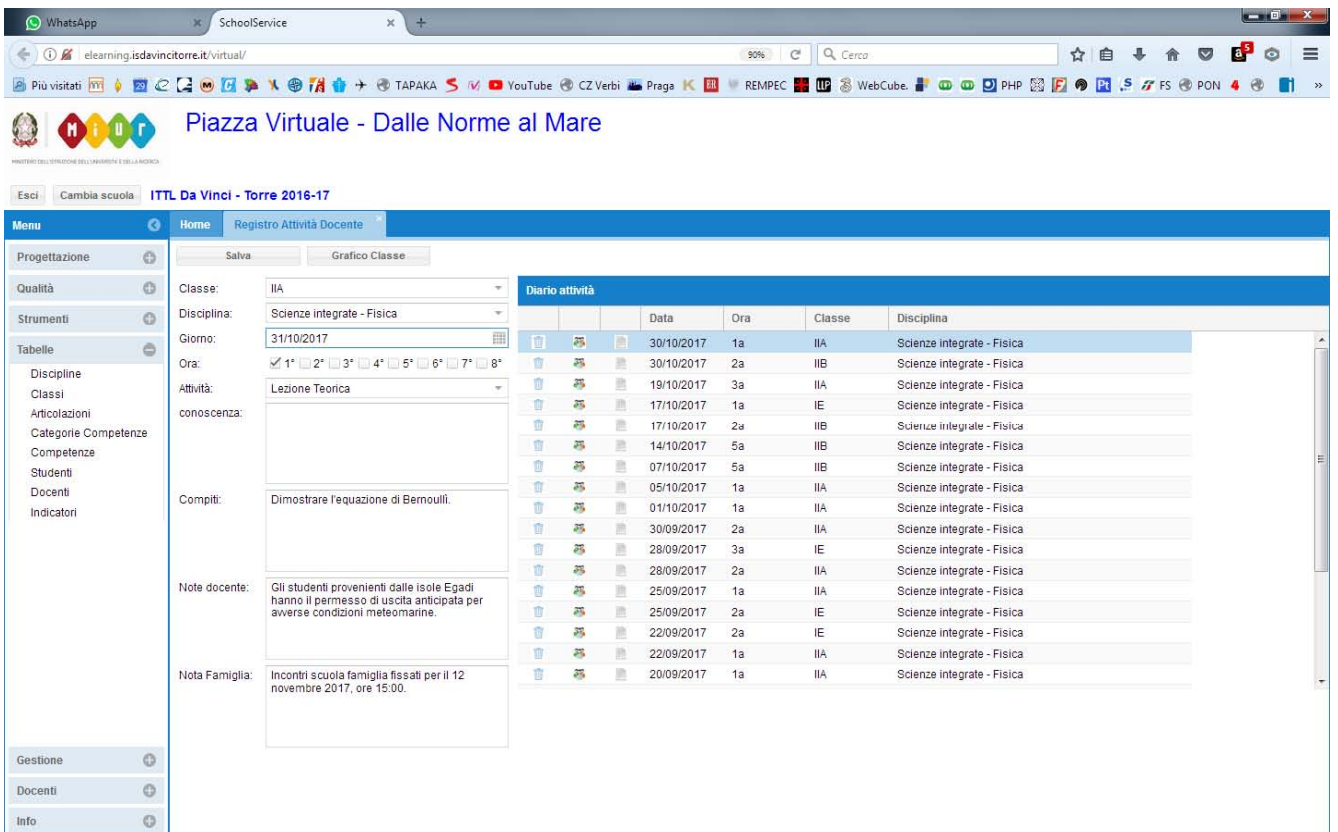 WhatsApp
SchoolService
elearning.isdavincitorre.it/virtual/
90%
Cerca
Più visitati
TAPAKA
YouTube
CZ Verbi
Praga
REMPEC
WebCube.
PHP
FS
PON
MIUR
MINISTERO DELL'ISTRUZIONE DELL'UNIVERSITÀ E DELLA RICERCA
Piazza Virtuale - Dalle Norme al Mare
Esci
Cambia scuola
ITTL Da Vinci - Torre 2016-17
Menu
Home
Registro Attività Docente
Progettazione
Qualità
Strumenti
Tabelle
Discipline
Classi
Articolazioni
Categorie Competenze
Competenze
Studenti
Docenti
Indicatori
Gestione
Docenti
Info
Salva
Grafico Classe
Classe: IIA
Disciplina: Scienze integrate - Fisica
Giorno: 31/10/2017
Ora: 1° 2° 3° 4° 5° 6° 7° 8°
Attività: Lezione Teorica
conoscenza:
Compiti: Dimostrare l'equazione di Bernoullì.
Note docente: Gli studenti provenienti dalle isole Egadi
hanno il permesso di uscita anticipata per
avverse condizioni meteomarine.
Nota Famiglia: Incontri scuola famiglia fissati per il 12
novembre 2017, ore 15:00.
Diario attività
Data Ora Classe Disciplina
30/10/2017 1a IIA Scienze integrate - Fisica
30/10/2017 2a IIB Scienze integrate - Fisica
19/10/2017 3a IIA Scienze integrate - Fisica
17/10/2017 1a IE Scienze integrate - Fisica
17/10/2017 2a IIB Scienze integrate - Fisica
14/10/2017 5a IIB Scienze integrate - Fisica
07/10/2017 5a IIB Scienze integrate - Fisica
05/10/2017 1a IIA Scienze integrate - Fisica
01/10/2017 1a IIA Scienze integrate - Fisica
30/09/2017 2a IIA Scienze integrate - Fisica
28/09/2017 3a IE Scienze integrate - Fisica
28/09/2017 2a IIA Scienze integrate - Fisica
25/09/2017 1a IIA Scienze integrate - Fisica
25/09/2017 2a IE Scienze integrate - Fisica
22/09/2017 2a IE Scienze integrate - Fisica
22/09/2017 1a IIA Scienze integrate - Fisica
20/09/2017 1a IIA Scienze integrate - Fisica